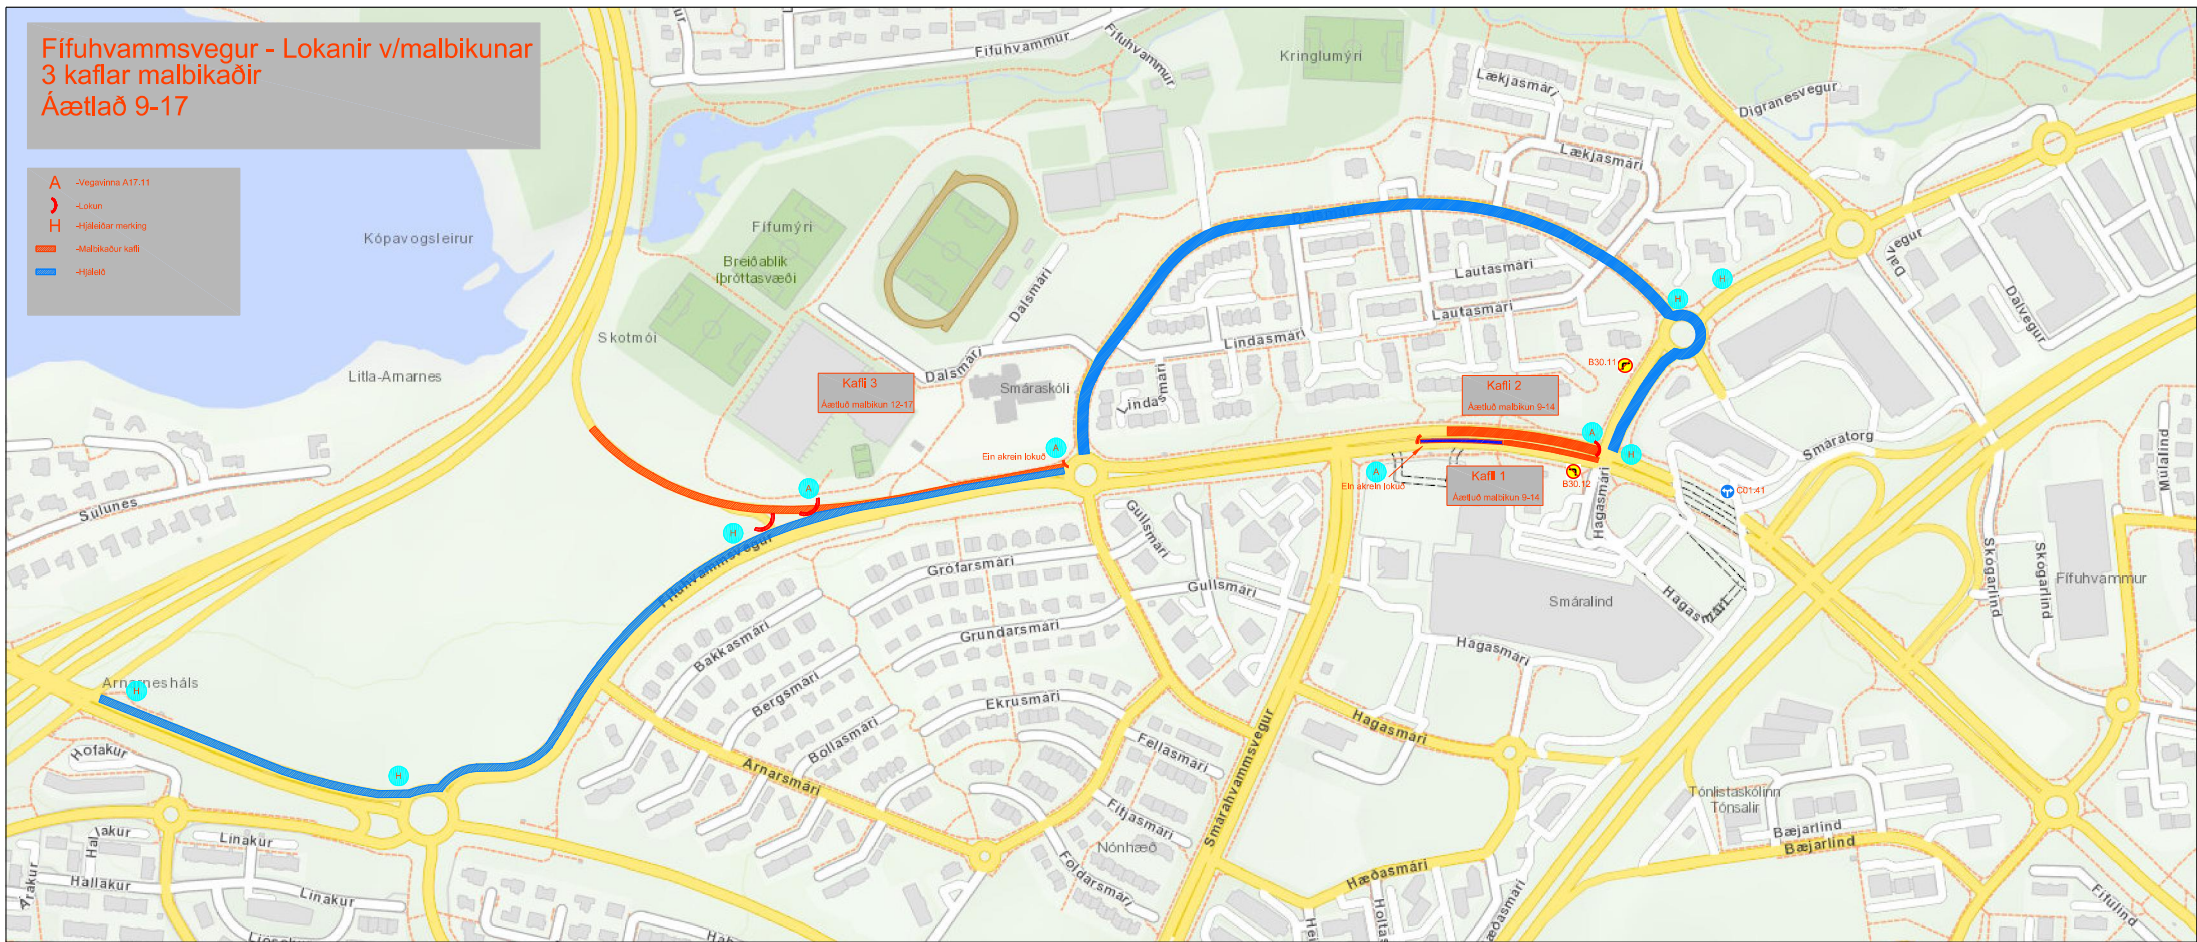 Fífuhvammsvegur - Lokanir v/malbikunar
3 kaflar malbikaðir
Áætlað 9-17
A -Vegavinna A17.11
-Lokun
H -Hjáleiðar merking
-Malbikaður kafli
-Hjáleið
Fífuhvammur
Fífuhvammur
Kringlumýri
Lækjasmári
Digranesvegur
Lækjasmári
Kópavogsleirur
Fífumýri
Breiðablik
Íþróttasvæði
Dalsmári
Skotmói
Litla-Arnarnes
Dalsmári
Smáraskóli
Lindasmári
Lindasmári
Lautasmári
Lautasmári
Dalvegur
Dalvegur
H
H
B30.11
Kafli 3
Áætluð malbikun 12-17
Kafli 2
Áætluð malbikun 9-14
A
Ein akrein lokuð
A
H
A
Ein akrein lokuð
Kafli 1
Áætluð malbikun 9-14
B30.12
C01.41
Smáratorg
Múlalind
Hagasmári
A
H
Súlunes
Fífuhvammsvegur
Gullsmári
Grófarsmári
Gullsmári
Grundarsmári
Bakkasmári
Bergsmári
Bollasmári
Ekrusmári
Fellasmári
Fitjasmári
Foldarsmári
Nónhæð
Arnarsmári
Smárahvammsvegur
Smáralind
Hagasmári
Hagasmári
Hagasmári
Hæðasmári
Skógarlind
Skógarlind
Fífuhvammur
Arnarnesháls
H
H
Hofakur
Línakur
Línakur
Hallakur
Arakur
Tónlistaskólinn
Tónsalir
Bæjarlind
Bæjarlind
Fífulind